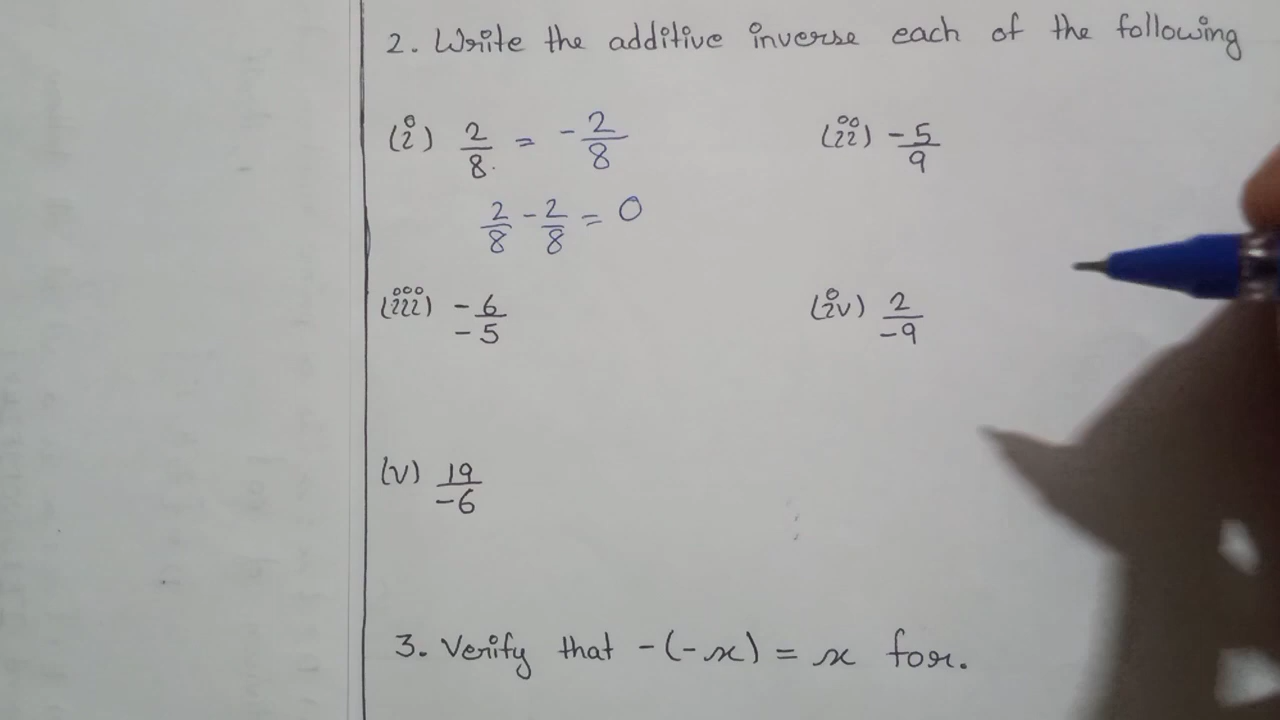 2. Write the additive inverse each of the following
(i) 2/8 = -2/8 (ii) -5/9
2/8 - 2/8 = 0
(iii) -6/-5 (iv) 2/-9
(v) 19/-6
3. Verify that -(-x) = x for.